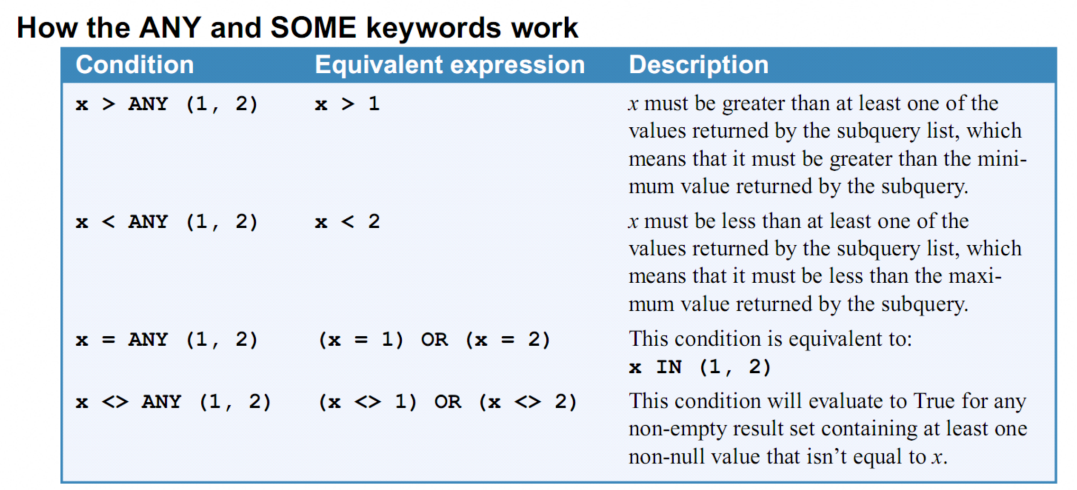 How the ANY and SOME keywords work
Condition Equivalent expression Description
x > ANY (1, 2) x > 1 x must be greater than at least one of the
values returned by the subquery list, which
means that it must be greater than the mini-
mum value returned by the subquery.
x < ANY (1, 2) x < 2 x must be less than at least one of the
values returned by the subquery list, which
means that it must be less than the maxi-
mum value returned by the subquery.
x = ANY (1, 2) (x = 1) OR (x = 2) This condition is equivalent to:
x IN (1, 2)
x <> ANY (1, 2) (x <> 1) OR (x <> 2) This condition will evaluate to True for any
non-empty result set containing at least one
non-null value that isn't equal to x.